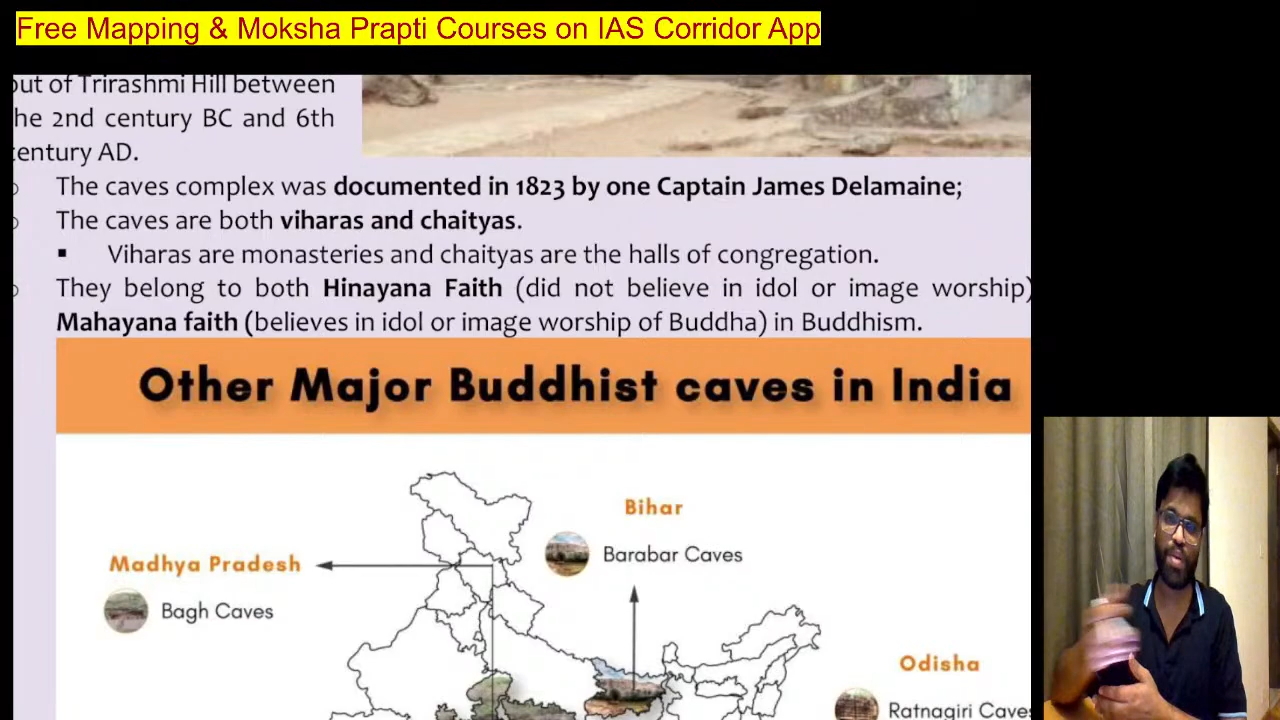 Free Mapping & Moksha Prapti Courses on IAS Corridor App
out of Trirashmi Hill between
the 2nd century BC and 6th
century AD.
The caves complex was documented in 1823 by one Captain James Delamaine;
The caves are both viharas and chaityas.
▪ Viharas are monasteries and chaityas are the halls of congregation.
They belong to both Hinayana Faith (did not believe in idol or image worship)
Mahayana faith (believes in idol or image worship of Buddha) in Buddhism.
Other Major Buddhist caves in India
Bihar
Barabar Caves
Madhya Pradesh
Bagh Caves
Odisha
Ratnagiri Caves